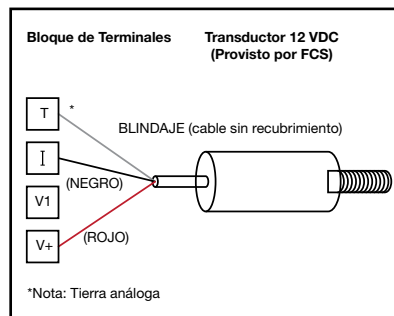 Bloque de Terminales
Transductor 12 VDC
(Provisto por FCS)
T
*
BLINDAJE (cable sin recubrimiento)
I
(NEGRO)
V1
V+
(ROJO)
*Nota: Tierra análoga